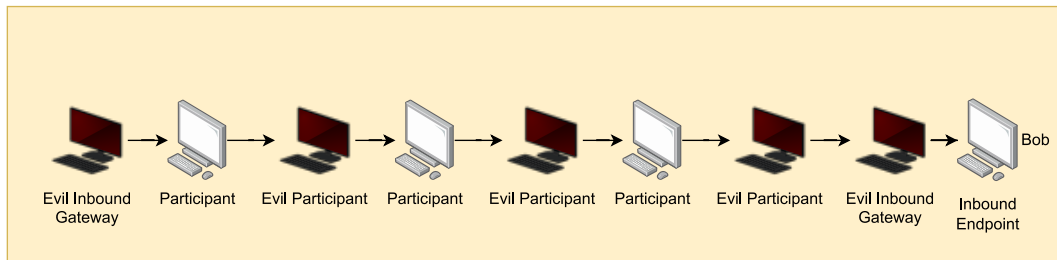 Bob
Evil Inbound
Gateway
Participant
Evil Participant
Participant
Evil Participant
Participant
Evil Participant
Evil Inbound
Gateway
Inbound
Endpoint